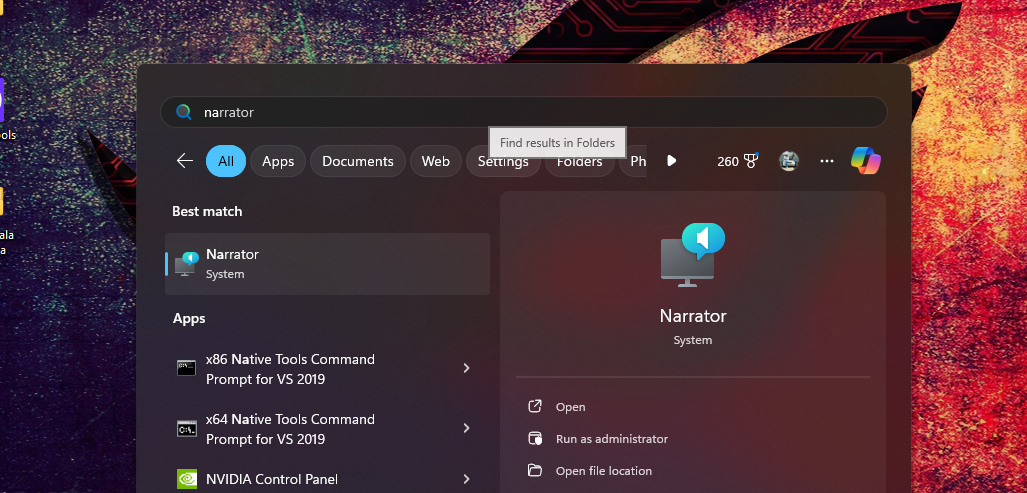 narrator
Find results in Folders
All Apps Documents Web Settings Folders Ph 260
Best match
Narrator
System
Apps
x86 Native Tools Command
Prompt for VS 2019
x64 Native Tools Command
Prompt for VS 2019
NVIDIA Control Panel
Narrator
System
Open
Run as administrator
Open file location
ols
ala
a